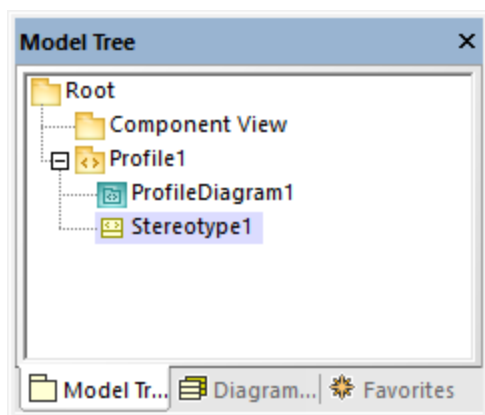 Model Tree
Root
Component View
Profile1
ProfileDiagram1
Stereotype1
Model Tr... Diagram... Favorites